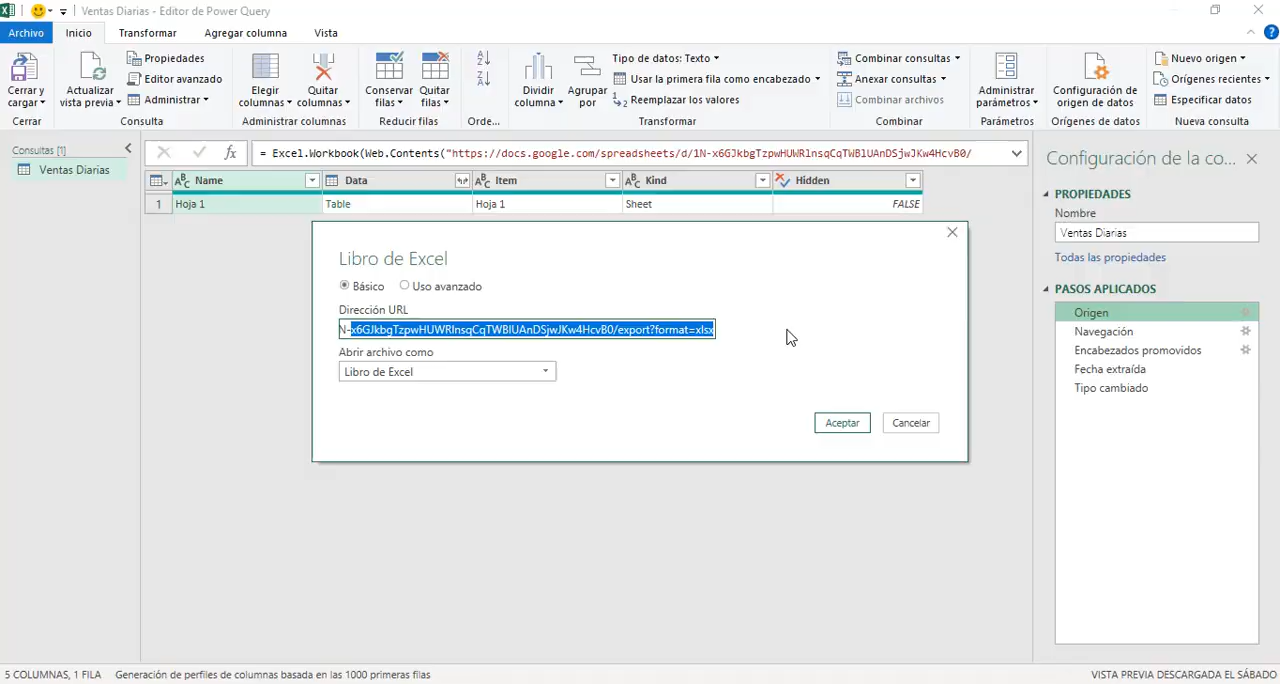 Ventas Diarias - Editor de Power Query
Archivo
Inicio
Transformar
Agregar columna
Vista
Cerrar y cargar
Cerrar
Actualizar vista previa
Propiedades
Editor avanzado
Administrar
Consulta
Elegir columnas
Quitar columnas
Administrar columnas
Conservar filas
Quitar filas
Reducir filas
Orde...
Dividir columna
Agrupar por
Tipo de datos: Texto
Usar la primera fila como encabezado
Reemplazar los valores
Transformar
Combinar consultas
Anexar consultas
Combinar archivos
Combinar
Administrar parámetros
Parámetros
Configuración de origen de datos
Orígenes de datos
Nuevo origen
Orígenes recientes
Especificar datos
Nueva consulta
Consultas [1]
Ventas Diarias
= Excel.Workbook(Web.Contents("https://docs.google.com/spreadsheets/d/1N-x6GJkbgTzpwHUWRlnsqCqTWBlUAnDSjwJKw4HcvB0/
Name
Data
Item
Kind
Hidden
1 Hoja 1 Table Hoja 1 Sheet FALSE
Libro de Excel
Básico
Uso avanzado
Dirección URL
N-x6GJkbgTzpwHUWRlnsqCqTWBlUAnDSjwJKw4HcvB0/export?format=xlsx
Abrir archivo como
Libro de Excel
Aceptar
Cancelar
Configuración de la co...
PROPIEDADES
Nombre
Ventas Diarias
Todas las propiedades
PASOS APLICADOS
Origen
Navegación
Encabezados promovidos
Fecha extraída
Tipo cambiado
5 COLUMNAS, 1 FILA
Generación de perfiles de columnas basada en las 1000 primeras filas
VISTA PREVIA DESCARGADA EL SÁBADO